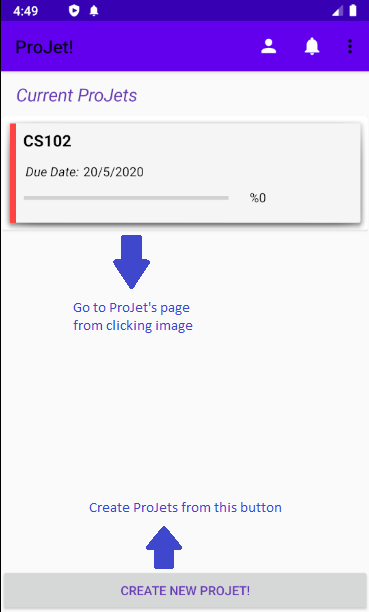 4:49
ProJet!
Current ProJets
CS102
Due Date: 20/5/2020
%0
Go to ProJet's page
from clicking image
Create ProJets from this button
CREATE NEW PROJET!